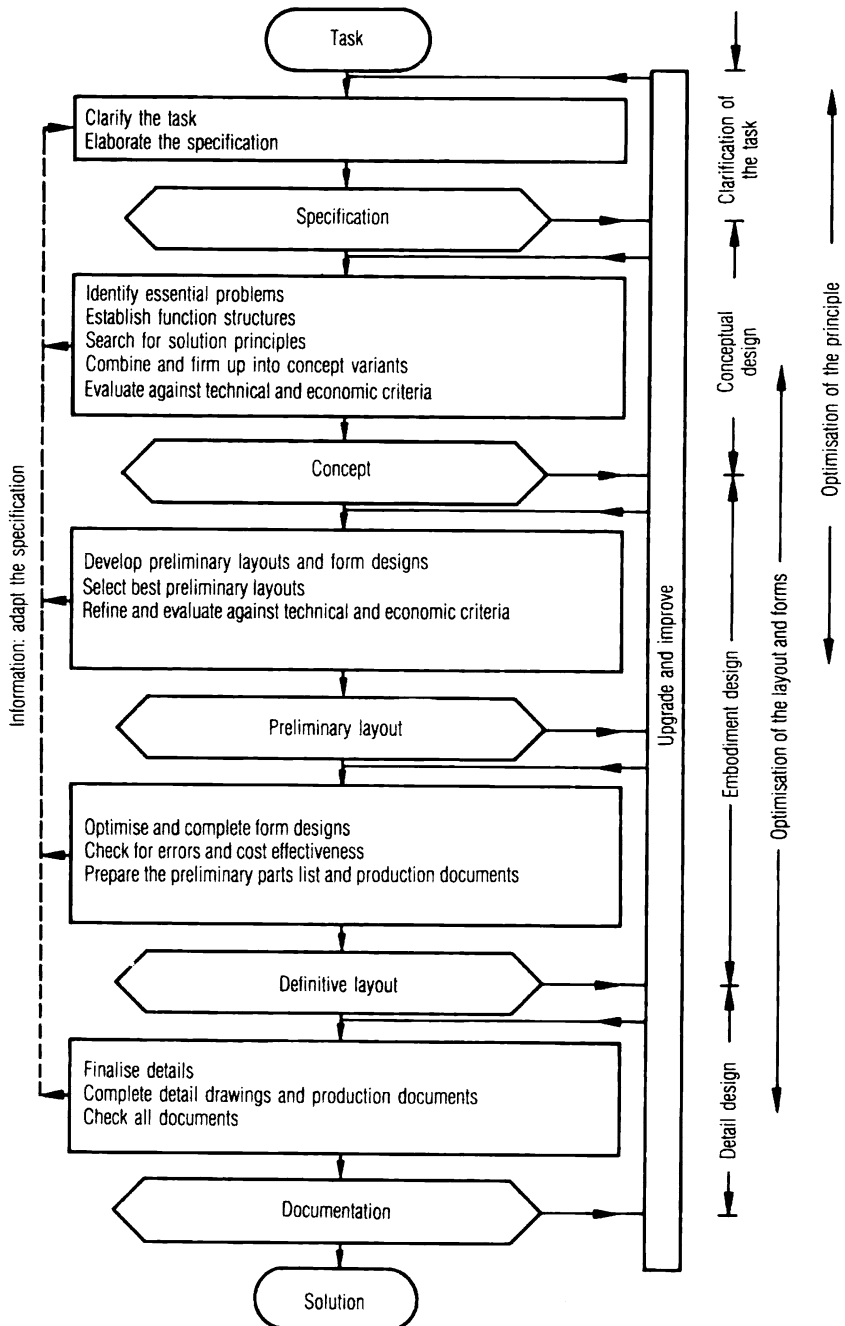 Task
Clarify the task
Elaborate the specification
Specification
Identify essential problems
Establish function structures
Search for solution principles
Combine and firm up into concept variants
Evaluate against technical and economic criteria
Concept
Develop preliminary layouts and form designs
Select best preliminary layouts
Refine and evaluate against technical and economic criteria
Preliminary layout
Optimise and complete form designs
Check for errors and cost effectiveness
Prepare the preliminary parts list and production documents
Definitive layout
Finalise details
Complete detail drawings and production documents
Check all documents
Documentation
Solution
Information: adapt the specification
Upgrade and improve
Clarification of
the task
Conceptual
design
Embodiment design
Detail design
Optimisation of the layout and forms
Optimisation of the principle